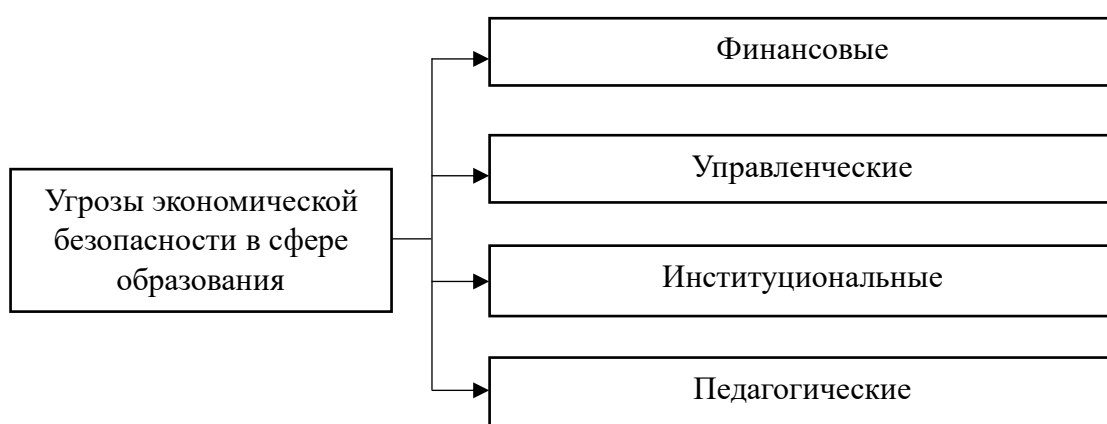 Финансовые
Управленческие
Угрозы экономической
безопасности в сфере
образования
Институциональные
Педагогические